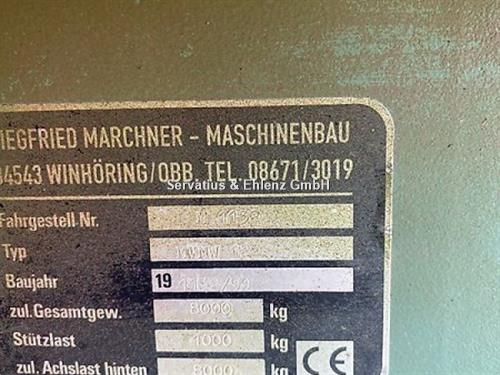 IEGFRIED MARCHNER - MASCHINENBAU
84543 WINHÖRING/OBB. TEL. 08671/3019
Servatius & Ehlenz GmbH
Fahrgestell Nr.
Typ
Baujahr 19
zul. Gesamtgew. 8000 kg
Stützlast 1000 kg
zul. Achslast hinten 8000 kg
CE